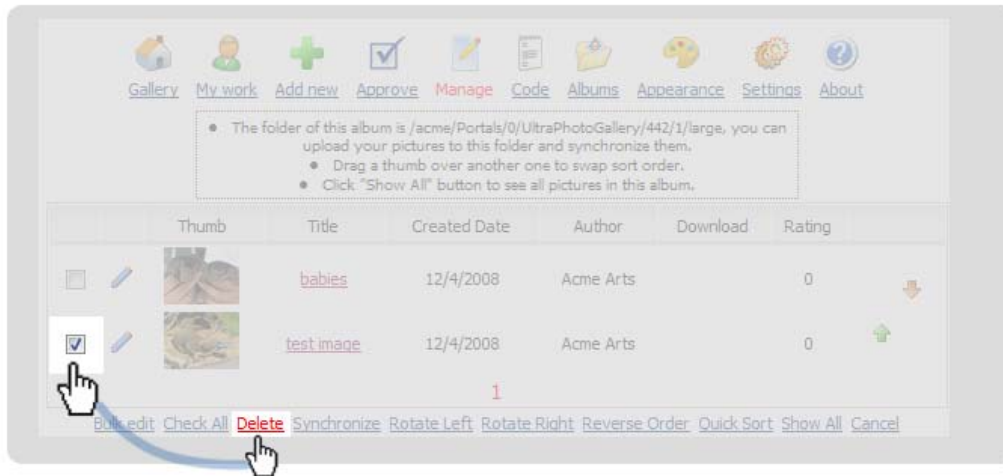 Gallery My work Add new Approve Manage Code Albums Appearance Settings About
• The folder of this album is /acme/Portals/0/UltraPhotoGallery/442/1/large, you can
upload your pictures to this folder and synchronize
them.
• Drag a thumb over another one to swap sort
order.
• Click "Show All" button to see all pictures in this
album.
Thumb Title Created Date Author Download Rating
babies 12/4/2008 Acme Arts 0
test image 12/4/2008 Acme Arts 0
1
Bulk edit Check All Delete Synchronize Rotate Left Rotate Right Reverse Order Quick Sort Show All Cancel